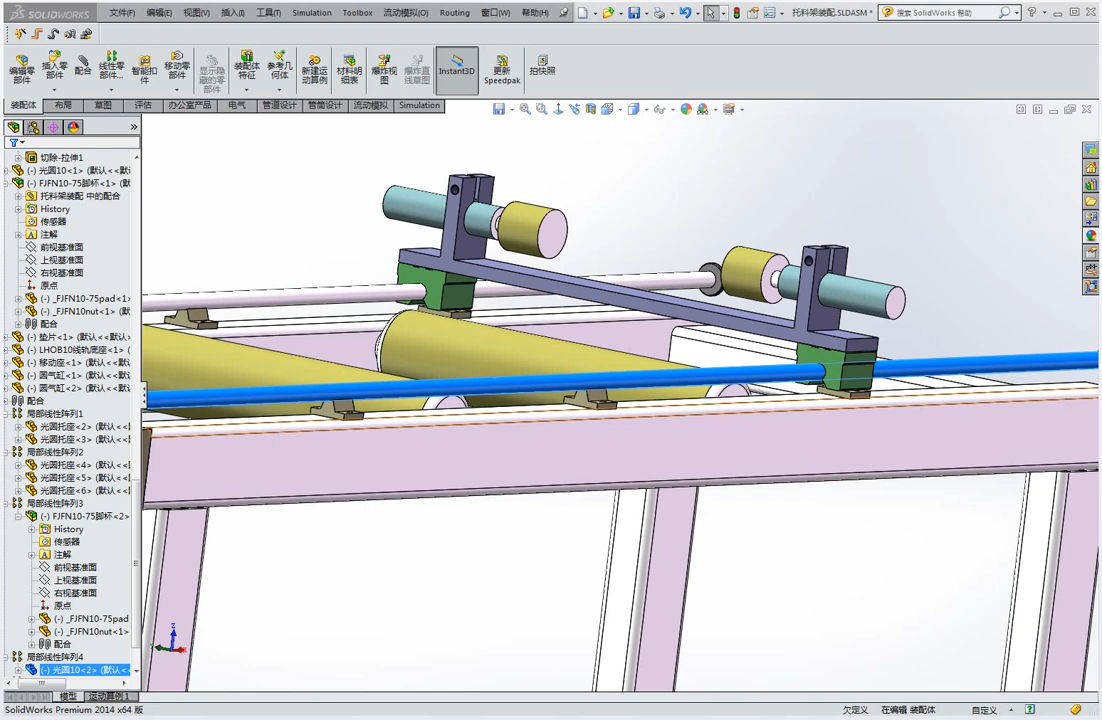 SOLIDWORKS 文件(F) 编辑(E) 视图(V) 插入(I) 工具(T) Simulation Toolbox 流动模拟(O) Routing 窗口(W) 帮助(H) 托料架装配.SLDASM * 搜索 SolidWorks 帮助
编辑零部件
插入零部件
配合
线性零部件...
智能扣件
移动零部件
显示隐藏的零部件
装配体特征
参考几何体
新建运动算例
材料明细表
爆炸视图
爆炸直线草图
Instant3D
更新Speedpak
拍快照
装配体 布局 草图 评估 办公室产品 电气 管道设计 管筒设计 流动模拟 Simulation
切除-拉伸1
(-) 光圆10<1> (默认<<默
(-) FJFN10-75脚杯<1> (默
托料架装配 中的配合
History
传感器
注解
前视基准面
上视基准面
右视基准面
原点
(-) _FJFN10-75pad<1>
(-) _FJFN10nut<1> (默
配合
(-) 垫片<1> (默认<<默认>
(-) LHOB10线轨底座<1> (
(-) 移动座<1> (默认<<默
(-) 圆气缸<1> (默认<<默
(-) 圆气缸<2> (默认<<默
配合
局部线性阵列1
(-) 光圆托座<2> (默认<<
(-) 光圆托座<3> (默认<<
局部线性阵列2
(-) 光圆托座<4> (默认<<
(-) 光圆托座<5> (默认<<
(-) 光圆托座<6> (默认<<
局部线性阵列3
(-) FJFN10-75脚杯<2>
History
传感器
注解
前视基准面
上视基准面
右视基准面
原点
(-) _FJFN10-75pad
(-) _FJFN10nut<1>
配合
局部线性阵列4
(-) 光圆10<2> (默认<<
Z
模型 运动算例1
SolidWorks Premium 2014 x64 版 欠定义 在编辑 装配体 自定义